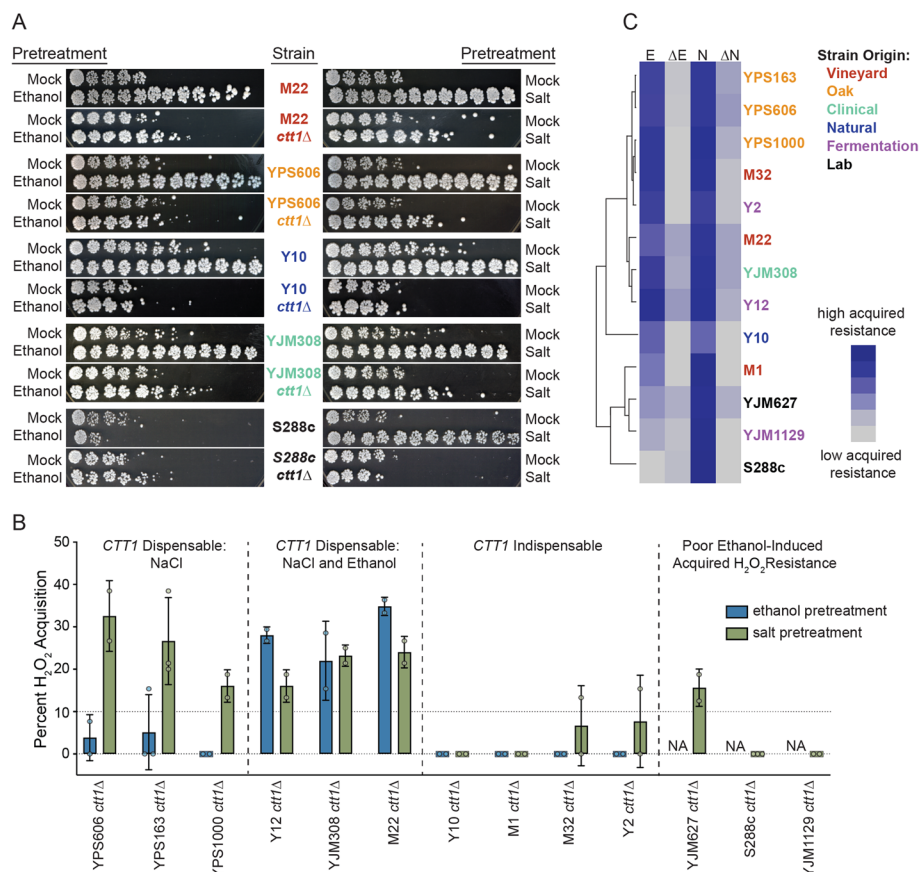 A
Pretreatment Strain Pretreatment
Mock Mock
Ethanol M22 Salt
Mock M22 Mock
Ethanol ctt1Δ Salt
Mock Mock
Ethanol YPS606 Salt
Mock YPS606 Mock
Ethanol ctt1Δ Salt
Mock Mock
Ethanol Y10 Salt
Mock Y10 Mock
Ethanol ctt1Δ Salt
Mock Mock
Ethanol YJM308 Salt
Mock YJM308 Mock
Ethanol ctt1Δ Salt
Mock Mock
Ethanol S288c Salt
Mock S288c Mock
Ethanol ctt1Δ Salt
C
E ΔE N ΔN
YPS163
YPS606
YPS1000
M32
Y2
M22
YJM308
Y12
Y10
M1
YJM627
YJM1129
S288c
Strain Origin:
Vineyard
Oak
Clinical
Natural
Fermentation
Lab
high acquired
resistance
low acquired
resistance
B
Percent H2O2 Acquisition
50
40
30
20
10
0
CTT1 Dispensable:
NaCl
CTT1 Dispensable:
NaCl and Ethanol
CTT1 Indispensable
Poor Ethanol-Induced
Acquired H2O2Resistance
ethanol pretreatment
salt pretreatment
NA NA NA
YPS606 ctt1Δ
YPS163 ctt1Δ
YPS1000 ctt1Δ
Y12 ctt1Δ
YJM308 ctt1Δ
M22 ctt1Δ
Y10 ctt1Δ
M1 ctt1Δ
M32 ctt1Δ
Y2 ctt1Δ
YJM627 ctt1Δ
S288c ctt1Δ
YJM1129 ctt1Δ